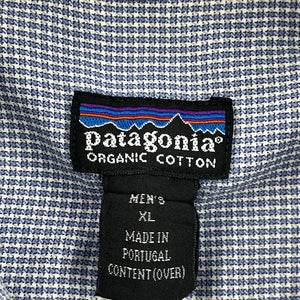 patagonia®
ORGANIC COTTON
MEN'S
XL
MADE IN
PORTUGAL
CONTENT(OVER)